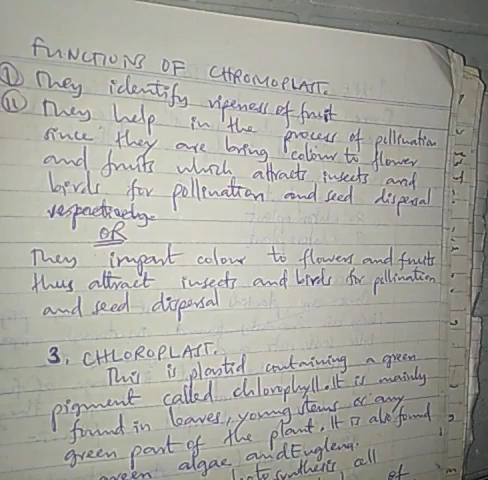 FUNCTIONS OF CHROMOPLAST.
(i) They identify ripeness of fruit
(ii) They help in the process of pollination
since they are bring colour to flower
and fruits which attracts insects and
birds for pollination and seed dispersal
respectively
OR
They impart colour to flowers and fruits
thus attract insects and birds for pollination
and seed dispersal
3. CHLOROPLAST.
This is plastid containing a green
pigment called chlorophyll. It is mainly
found in leaves, young stems or any
green part of the plant. It is also found
green algae and Euglena.
all
of